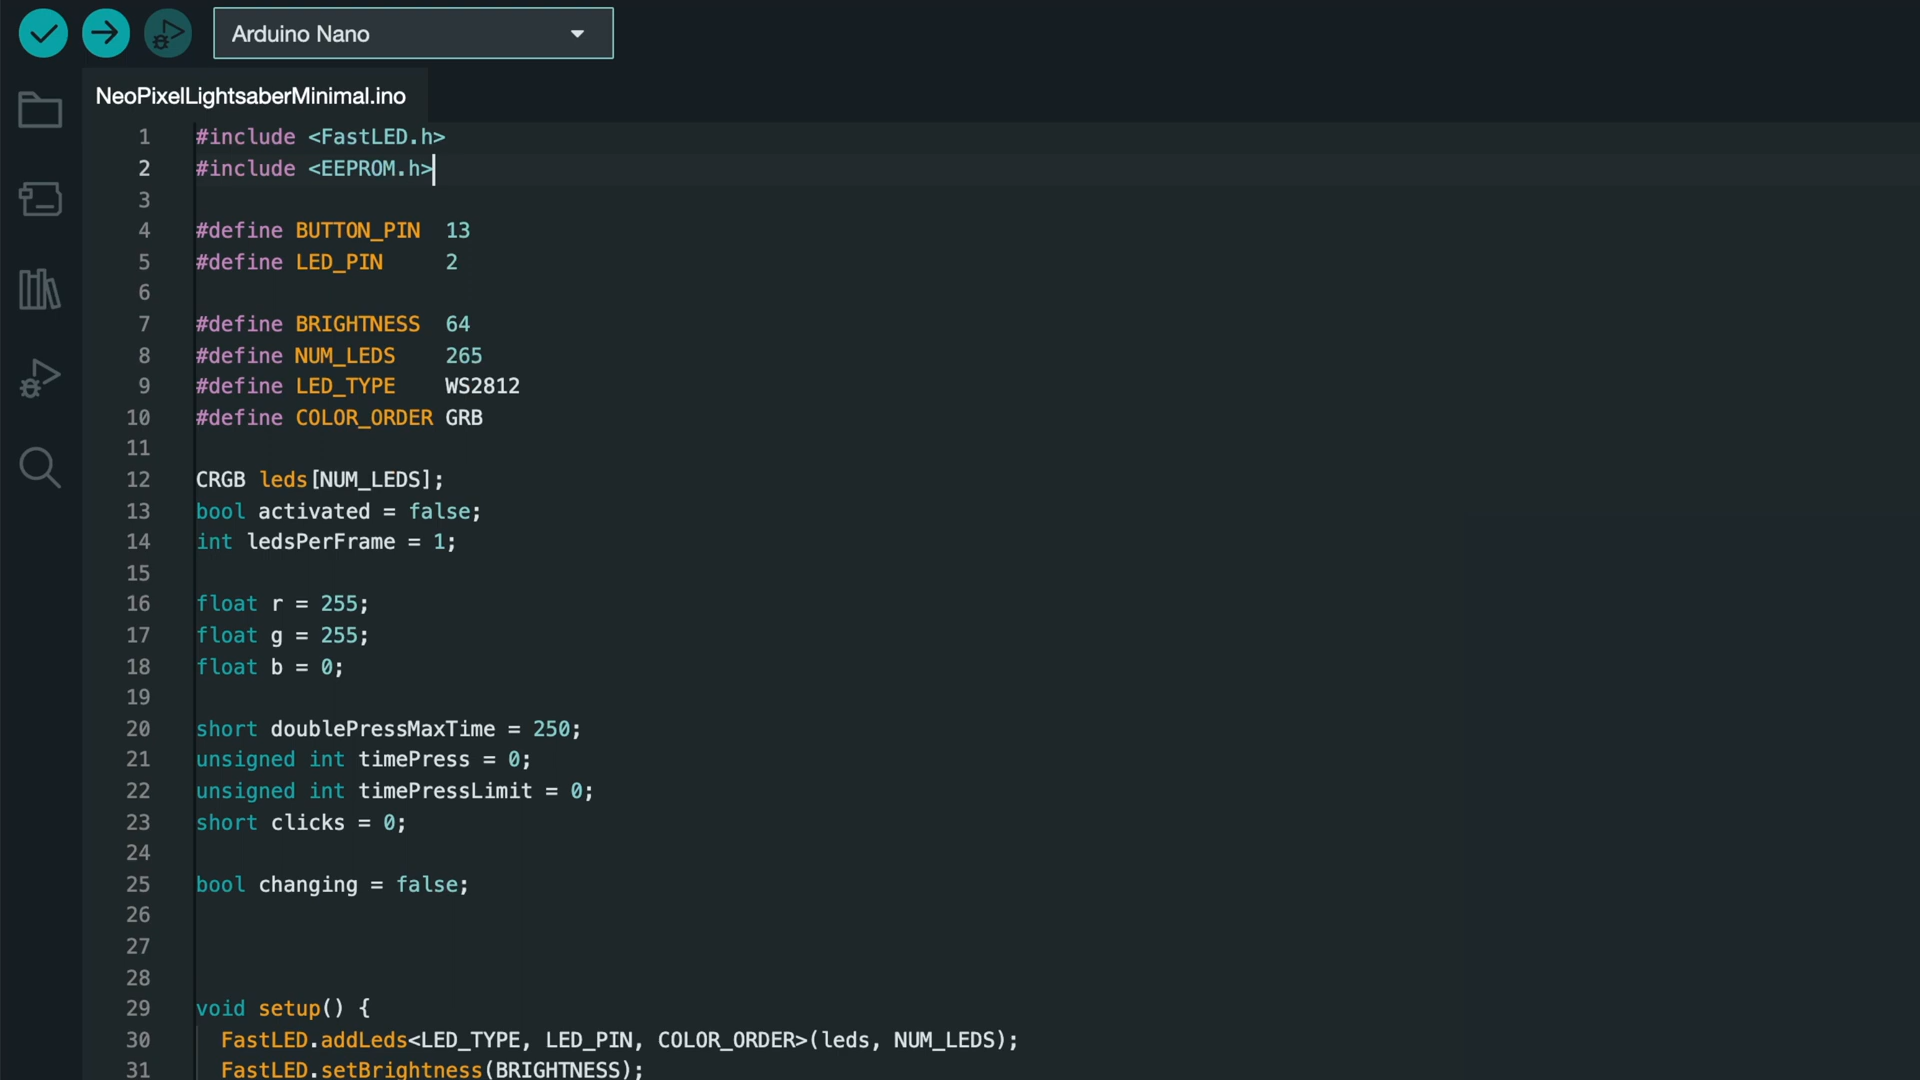 Arduino Nano
NeoPixelLightsaberMinimal.ino
1 #include <FastLED.h>
2 #include <EEPROM.h>
3
4 #define BUTTON_PIN  13
5 #define LED_PIN     2
6
7 #define BRIGHTNESS  64
8 #define NUM_LEDS    265
9 #define LED_TYPE    WS2812
10 #define COLOR_ORDER GRB
11
12 CRGB leds[NUM_LEDS];
13 bool activated = false;
14 int ledsPerFrame = 1;
15
16 float r = 255;
17 float g = 255;
18 float b = 0;
19
20 short doublePressMaxTime = 250;
21 unsigned int timePress = 0;
22 unsigned int timePressLimit = 0;
23 short clicks = 0;
24
25 bool changing = false;
26
27
28
29 void setup() {
30   FastLED.addLeds<LED_TYPE, LED_PIN, COLOR_ORDER>(leds, NUM_LEDS);
31   FastLED.setBrightness(BRIGHTNESS);